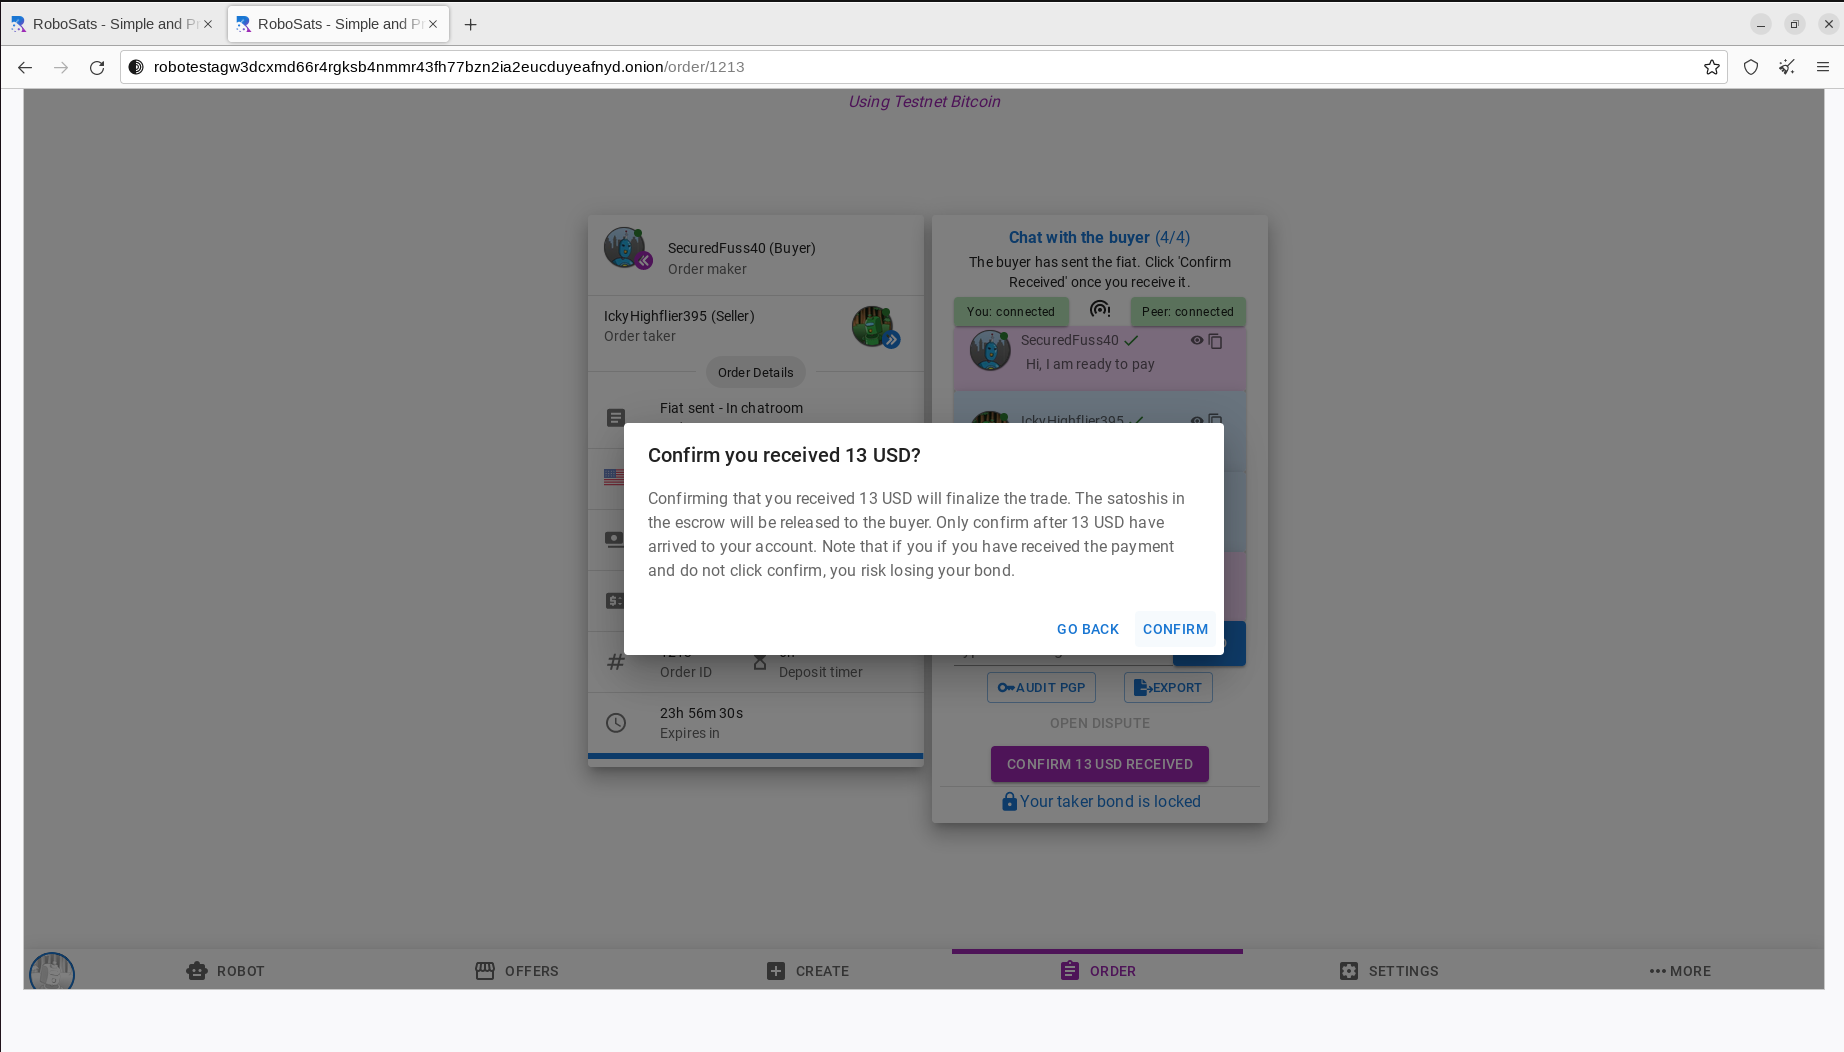 RoboSats - Simple and Pr
RoboSats - Simple and Pr
robotestagw3dcxmd66r4rgksb4nmmr43fh77bzn2ia2eucduyeafnyd.onion/order/1213
Using Testnet Bitcoin
SecuredFuss40 (Buyer)
Order maker
IckyHighflier395 (Seller)
Order taker
Order Details
Fiat sent - In chatroom
Chat with the buyer (4/4)
The buyer has sent the fiat. Click 'Confirm
Received' once you receive it.
You: connected
Peer: connected
SecuredFuss40
Hi, I am ready to pay
IckyHighflier395
Confirm you received 13 USD?
Confirming that you received 13 USD will finalize the trade. The satoshis in
the escrow will be released to the buyer. Only confirm after 13 USD have
arrived to your account. Note that if you if you have received the payment
and do not click confirm, you risk losing your bond.
GO BACK
CONFIRM
Order ID
Deposit timer
23h 56m 30s
Expires in
AUDIT PGP
EXPORT
OPEN DISPUTE
CONFIRM 13 USD RECEIVED
Your taker bond is locked
ROBOT
OFFERS
CREATE
ORDER
SETTINGS
MORE